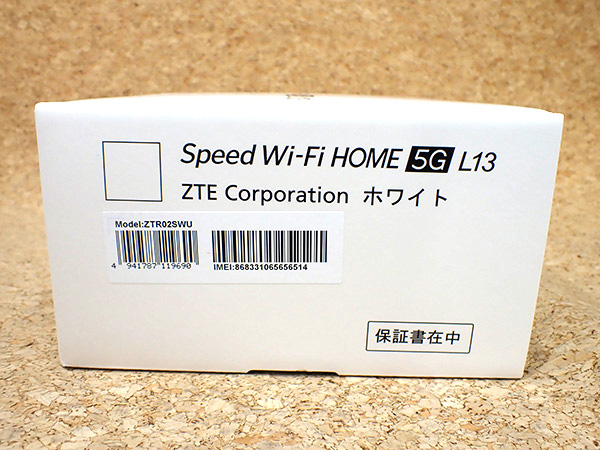 Speed Wi-Fi HOME 5G L13
ZTE Corporation ホワイト
Model:ZTR02SWU
4 941787 119690
IMEI:868331065656514
保証書在中